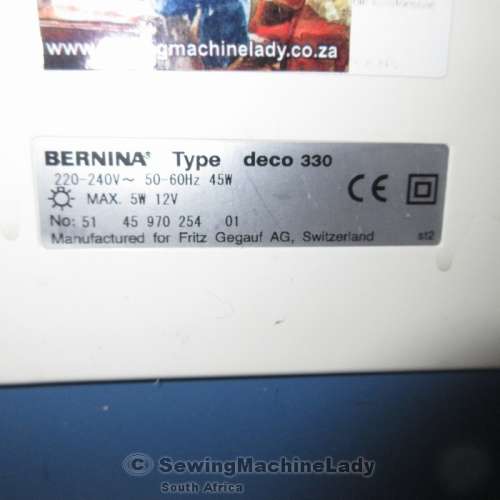 www.sewingmachinelady.co.za
BERNINA® Type deco 330
220-240V~ 50-60Hz 45W
MAX. 5W 12V
No: 51 45 970 254 01
Manufactured for Fritz Gegauf AG, Switzerland
CE
st2
© SewingMachineLady
South Africa